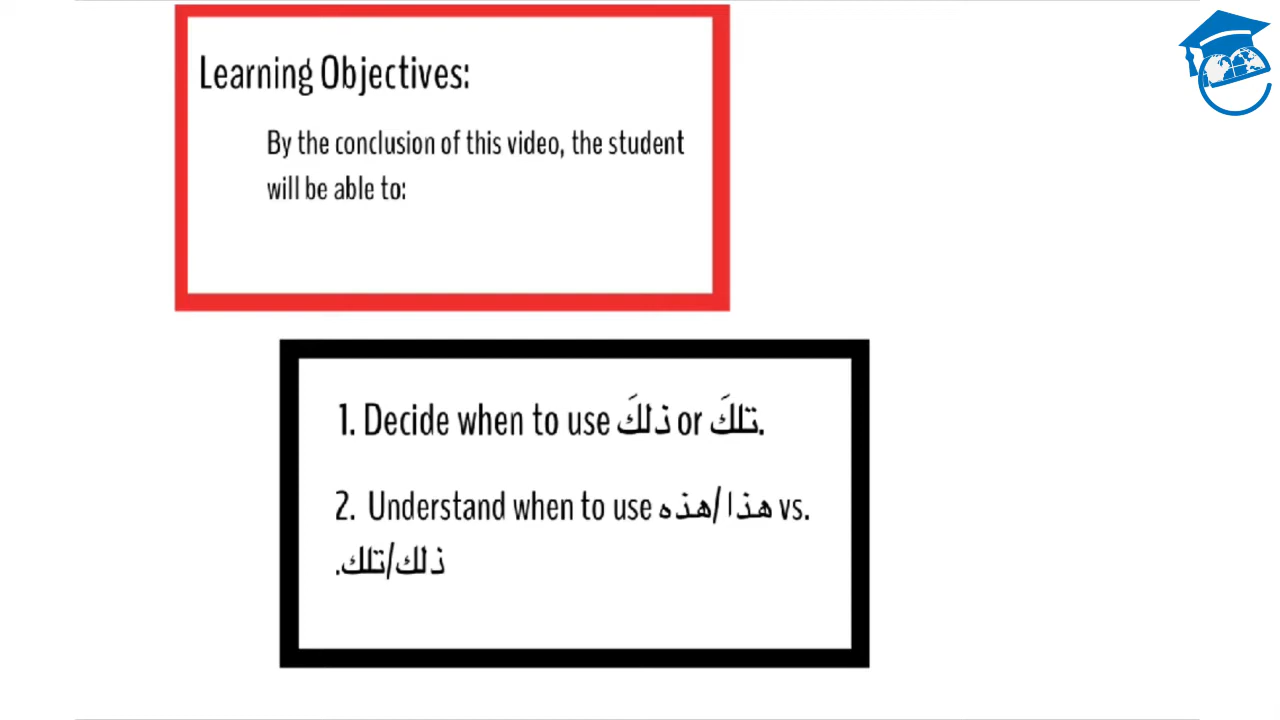 Learning Objectives:
By the conclusion of this video, the student
will be able to:
1. Decide when to use ذلكَ or تلكَ.
2. Understand when to use هذا/هذه vs.
ذلك/تلك.